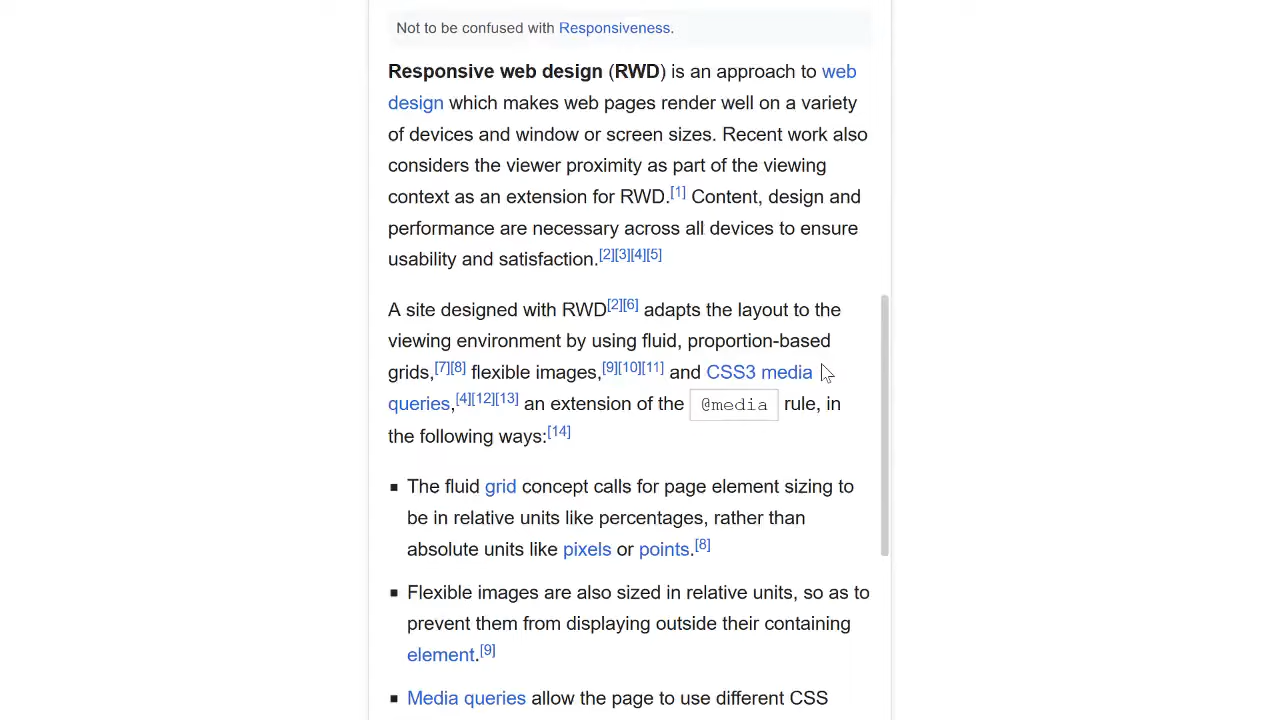 Not to be confused with Responsiveness.
Responsive web design (RWD) is an approach to web
design which makes web pages render well on a variety
of devices and window or screen sizes. Recent work also
considers the viewer proximity as part of the viewing
context as an extension for RWD.[1] Content, design and
performance are necessary across all devices to ensure
usability and satisfaction.[2][3][4][5]
A site designed with RWD[2][6] adapts the layout to the
viewing environment by using fluid, proportion-based
grids,[7][8] flexible images,[9][10][11] and CSS3 media
queries,[4][12][13] an extension of the @media rule, in
the following ways:[14]
▪ The fluid grid concept calls for page element sizing to
be in relative units like percentages, rather than
absolute units like pixels or points.[8]
▪ Flexible images are also sized in relative units, so as to
prevent them from displaying outside their containing
element.[9]
▪ Media queries allow the page to use different CSS